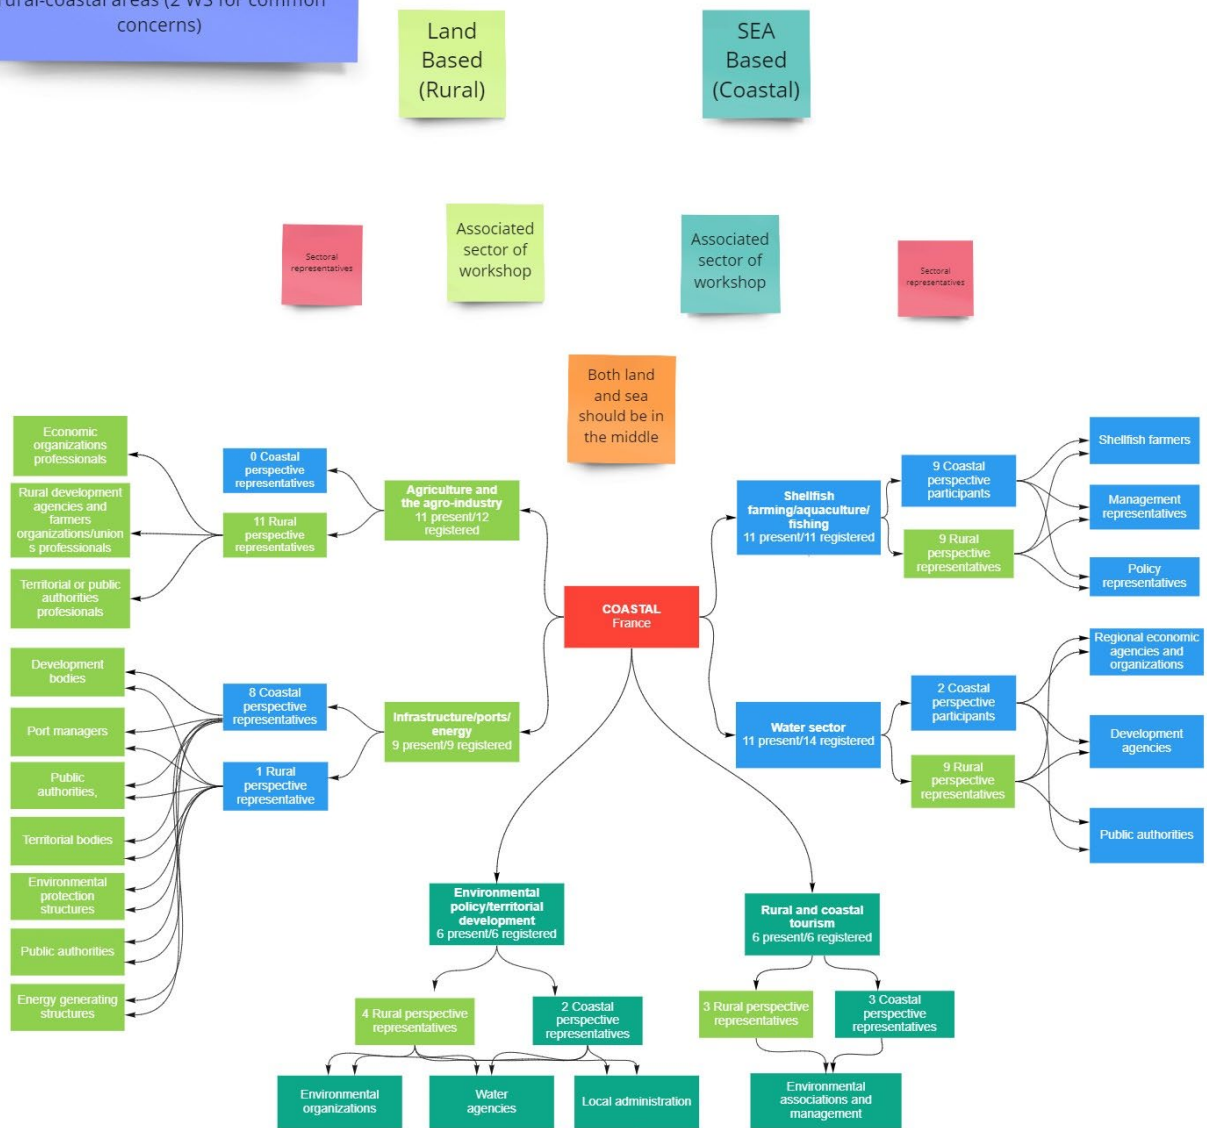 rural-coastal areas (2 WS for common
concerns)
Land
Based
(Rural)
SEA
Based
(Coastal)
Sectoral
representatives
Associated
sector of
workshop
Associated
sector of
workshop
Sectoral
representatives
Both land
and sea
should be in
the middle
Economic
organizations
professionals
Rural development
agencies and
farmers
organizations/union
s professionals
Territorial or public
authorities
profesionals
0 Coastal
perspective
representatives
11 Rural
perspective
representatives
Agriculture and
the agro-industry
11 present/12
registered
Shellfish
farming/aquaculture/
fishing
11 present/11 registered
9 Coastal
perspective
participants
9 Rural
perspective
representatives
Shellfish farmers
Management
representatives
Policy
representatives
COASTAL
France
Development
bodies
Port managers
Public
authorities,
Territorial bodies
Environmental
protection
structures
Public authorities
Energy generating
structures
8 Coastal
perspective
representatives
1 Rural
perspective
representative
Infrastructure/ports/
energy
9 present/9 registered
Water sector
11 present/14 registered
2 Coastal
perspective
participants
9 Rural
perspective
representatives
Regional economic
agencies and
organizations
Development
agencies
Public authorities
Environmental
policy/territorial
development
6 present/6 registered
Rural and coastal
tourism
6 present/6 registered
4 Rural perspective
representatives
2 Coastal
perspective
representatives
3 Rural perspective
representatives
3 Coastal
perspective
representatives
Environmental
organizations
Water
agencies
Local administration
Environmental
associations and
management